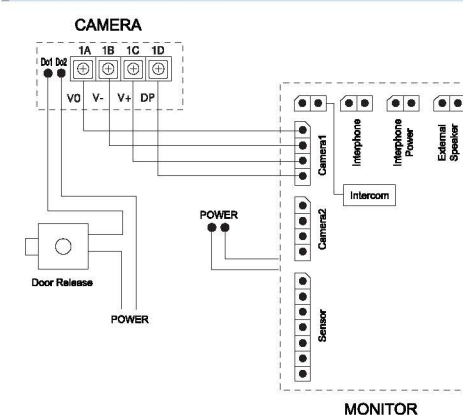 CAMERA
Do1 Do2 1A 1B 1C 1D
V0 V- V+ DP
Camera1
Interphone
Interphone Power
External Speaker
Intercom
POWER
Camera2
Door Release
Sensor
POWER
MONITOR